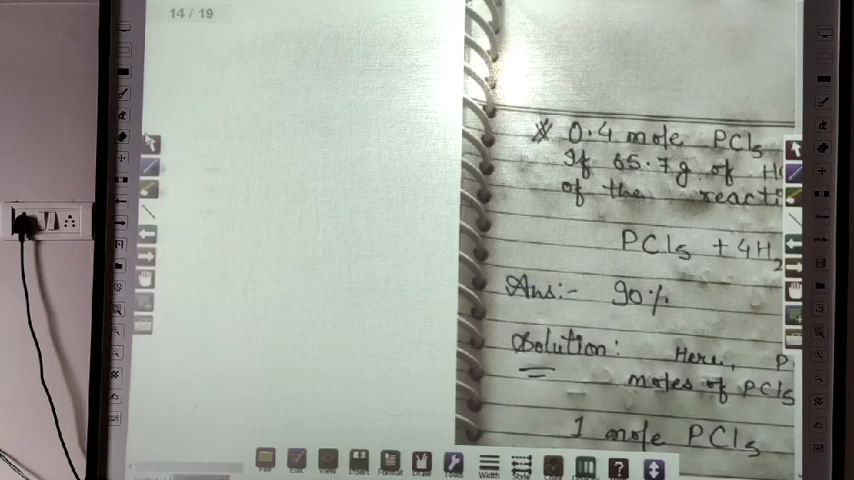 14 / 19
* 0.4 mole PCl5
If 65.7g of H
of the reacti
PCl5 + 4H2
Ans:- 90%
Solution: Here, P
moles of PCl5
1 mole PCl5
File Edit View Insert Format Draw Tools Width Style